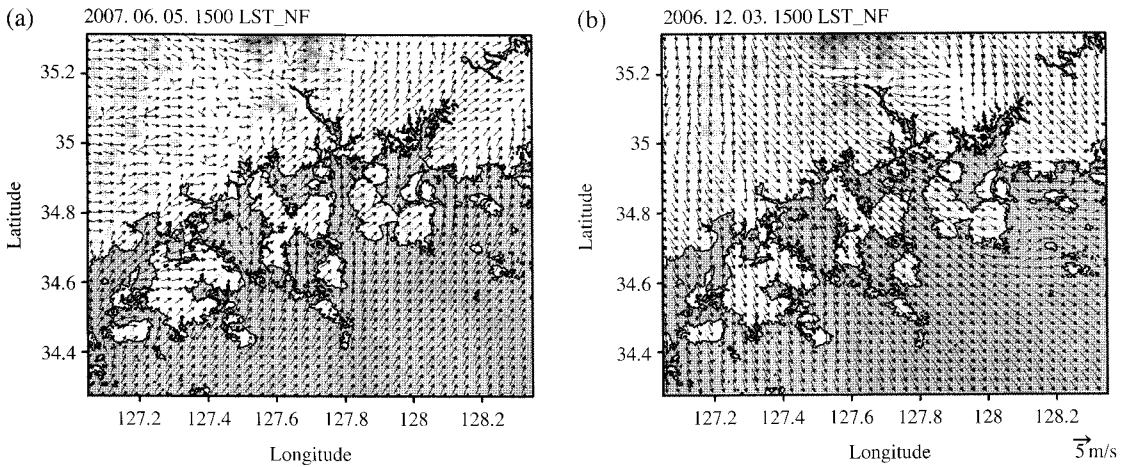 (a)
2007. 06. 05. 1500 LST_NF
35.2
35
34.8
34.6
34.4
Latitude
127.2
127.4
127.6
127.8
128
128.2
Longitude
(b)
2006. 12. 03. 1500 LST_NF
35.2
35
34.8
34.6
34.4
Latitude
127.2
127.4
127.6
127.8
128
128.2
Longitude
5 m/s